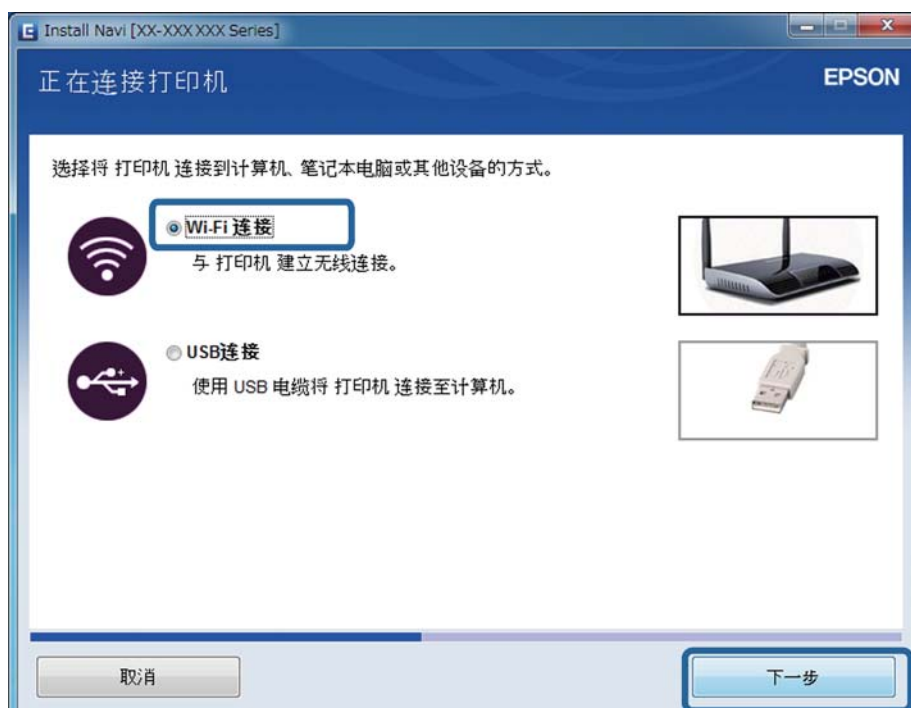 Install Navi [XX-XXX XXX Series]
正在连接打印机
EPSON
选择将 打印机 连接到计算机、笔记本电脑或其他设备的方式。
Wi-Fi 连接
与 打印机 建立无线连接。
USB连接
使用 USB 电缆将 打印机 连接至计算机。
取消
下一步